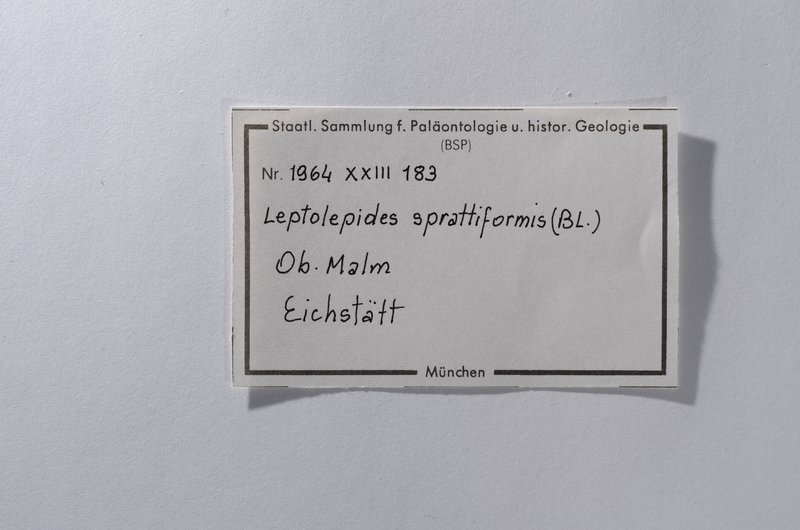 Staatl. Sammlung f. Paläontologie u. histor. Geologie
(BSP)
Nr. 1964 XXIII 183
Leptolepides sprattiformis (BL.)
Ob. Malm
Eichstätt
München